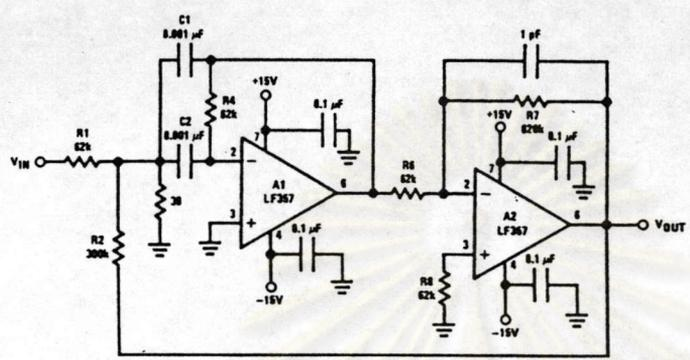 C1
0.001 µF
1 pF
+15V
R4
62k
0.1 µF
R7
620k
+15V
0.1 µF
R1
62k
C2
0.001 µF
VIN
2
7
A1
LF357
6
R6
62k
2
7
A2
LF357
6
VOUT
30
3
4
0.1 µF
3
4
0.1 µF
R2
300k
-15V
R8
62k
-15V